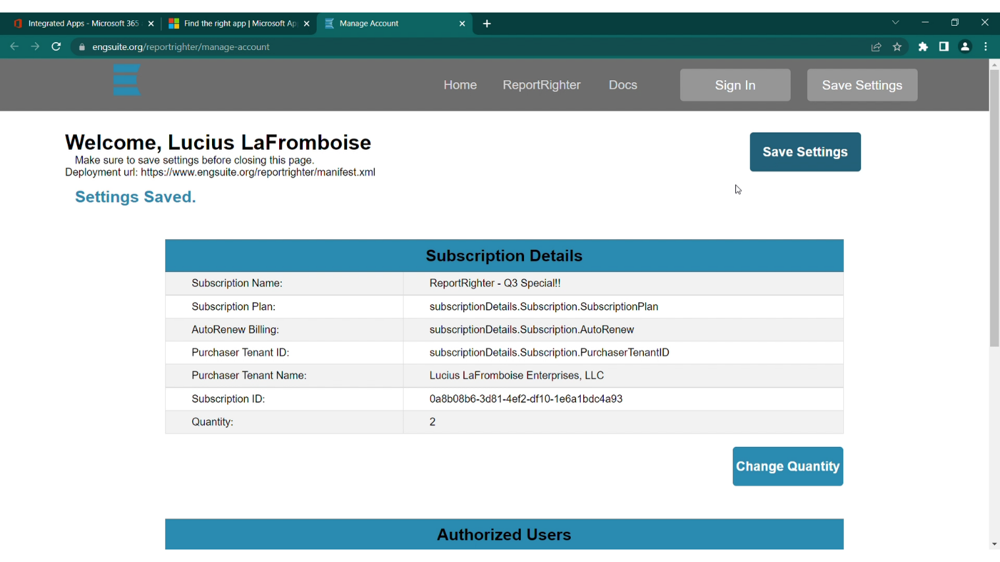 Integrated Apps - Microsoft 365
Find the right app | Microsoft Ap
Manage Account
engsuite.org/reportrighter/manage-account
Home
ReportRighter
Docs
Sign In
Save Settings
Welcome, Lucius LaFromboise
Make sure to save settings before closing this page.
Deployment url: https://www.engsuite.org/reportrighter/manifest.xml
Save Settings
Settings Saved.
Subscription Details
Subscription Name: ReportRighter - Q3 Special!!
Subscription Plan: subscriptionDetails.Subscription.SubscriptionPlan
AutoRenew Billing: subscriptionDetails.Subscription.AutoRenew
Purchaser Tenant ID: subscriptionDetails.Subscription.PurchaserTenantID
Purchaser Tenant Name: Lucius LaFromboise Enterprises, LLC
Subscription ID: 0a8b08b6-3d81-4ef2-df10-1e6a1bdc4a93
Quantity: 2
Change Quantity
Authorized Users